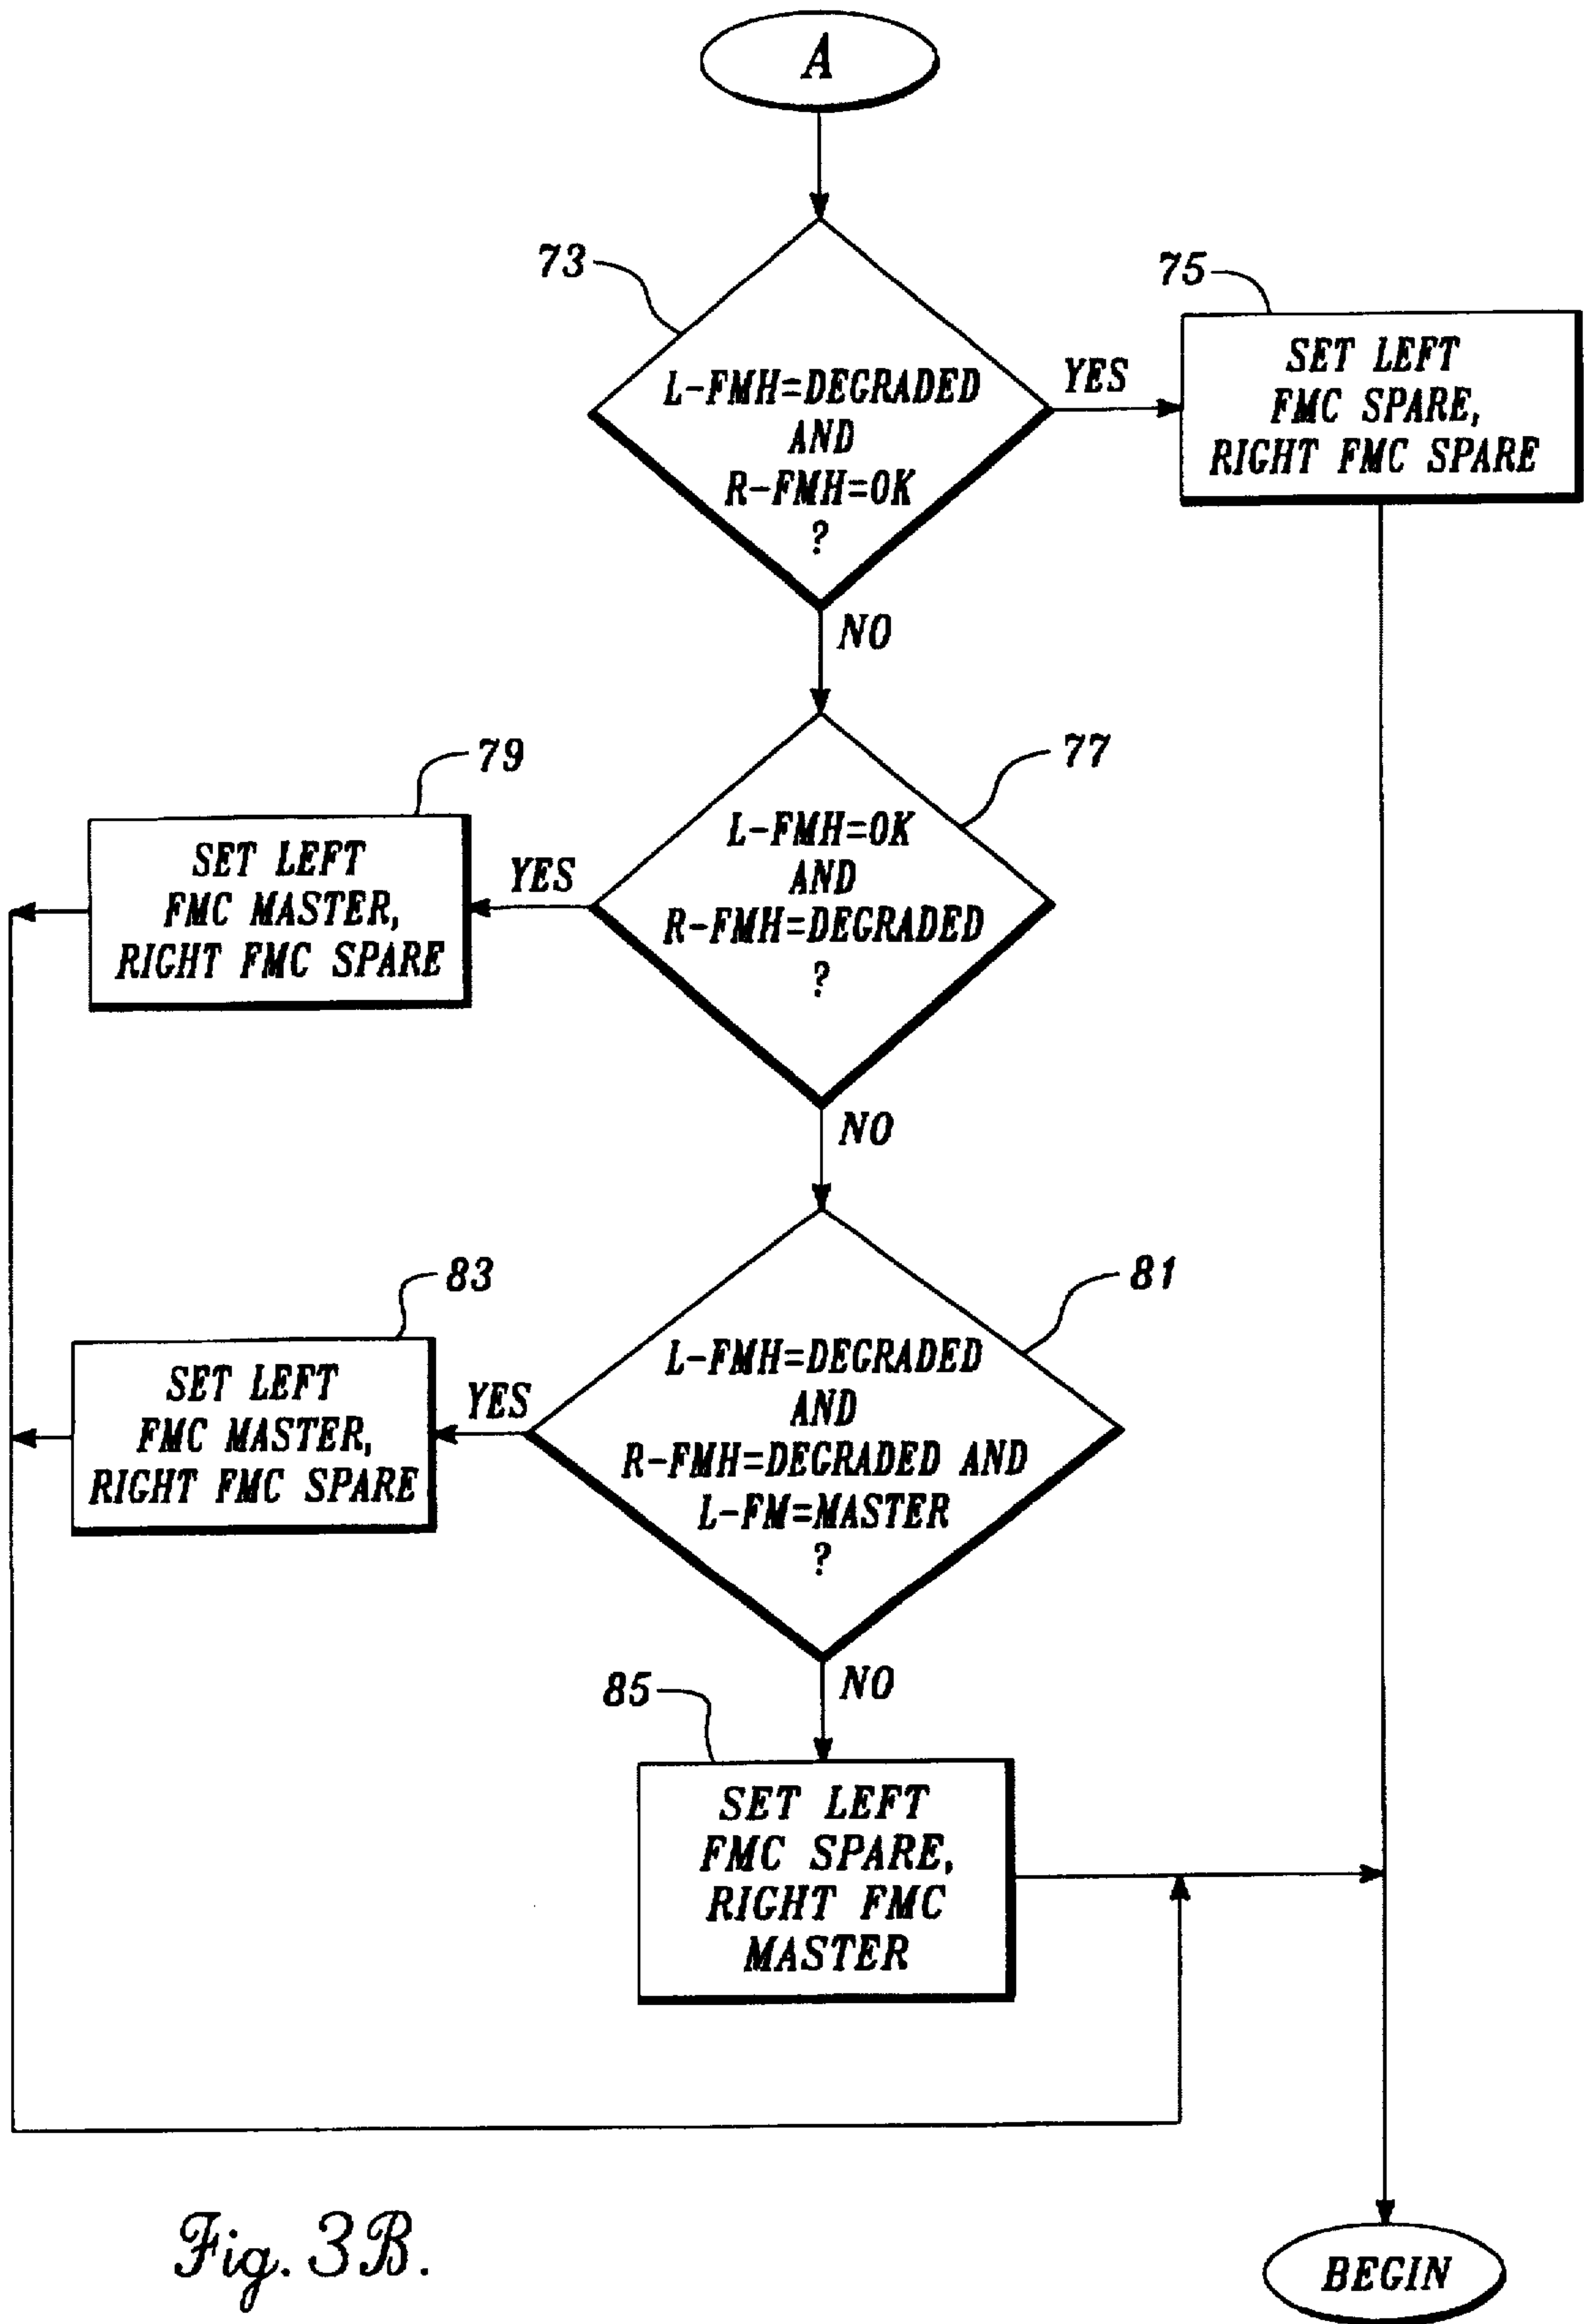 A
73
L-FMH=DEGRADED
AND
R-FMH=OK
?
YES
75
SET LEFT
FMC SPARE,
RIGHT FMC SPARE
NO
77
L-FMH=OK
AND
R-FMH=DEGRADED
?
YES
79
SET LEFT
FMC MASTER,
RIGHT FMC SPARE
NO
81
L-FMH=DEGRADED
AND
R-FMH=DEGRADED AND
L-FM=MASTER
?
YES
83
SET LEFT
FMC MASTER,
RIGHT FMC SPARE
NO
85
SET LEFT
FMC SPARE,
RIGHT FMC
MASTER
BEGIN
Fig. 3B.